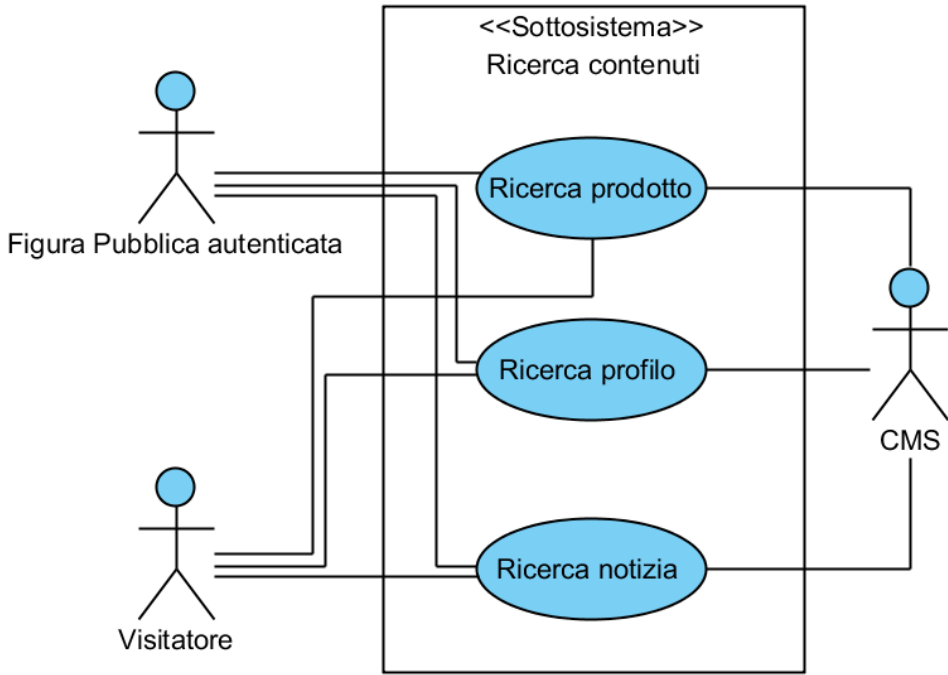 <<Sottosistema>>
Ricerca contenuti
Ricerca prodotto
Figura Pubblica autenticata
Ricerca profilo
CMS
Ricerca notizia
Visitatore